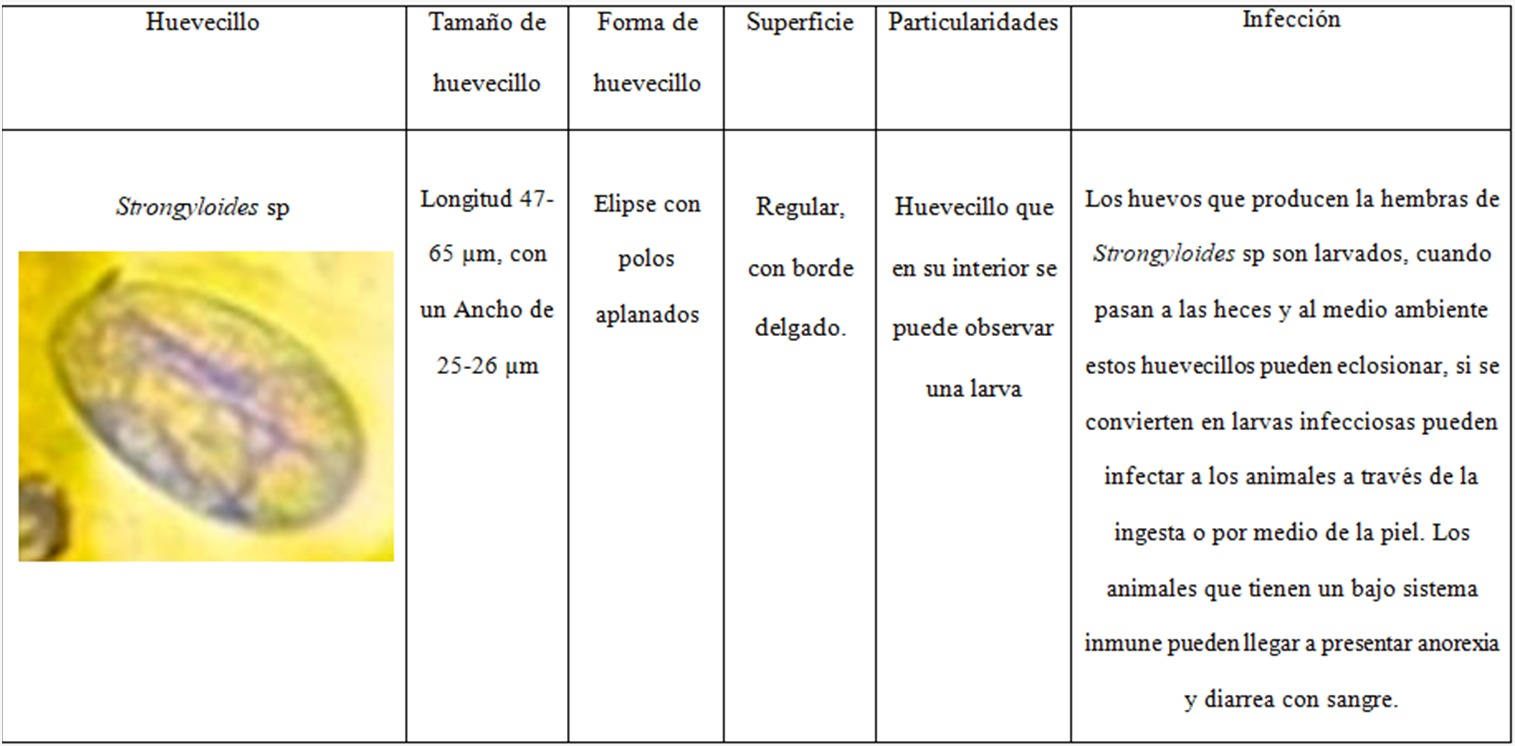 Huevecillo
Tamaño de
huevecillo
Forma de
huevecillo
Superficie
Particularidades
Infección
Strongyloides sp
Longitud 47-
65 µm, con
un Ancho de
25-26 µm
Elipse con
polos
aplanados
Regular,
con borde
delgado.
Huevecillo que
en su interior se
puede observar
una larva
Los huevos que producen la hembras de
Strongyloides sp son larvados, cuando
pasan a las heces y al medio ambiente
estos huevecillos pueden eclosionar, si se
convierten en larvas infecciosas pueden
infectar a los animales a través de la
ingesta o por medio de la piel. Los
animales que tienen un bajo sistema
inmune pueden llegar a presentar anorexia
y diarrea con sangre.